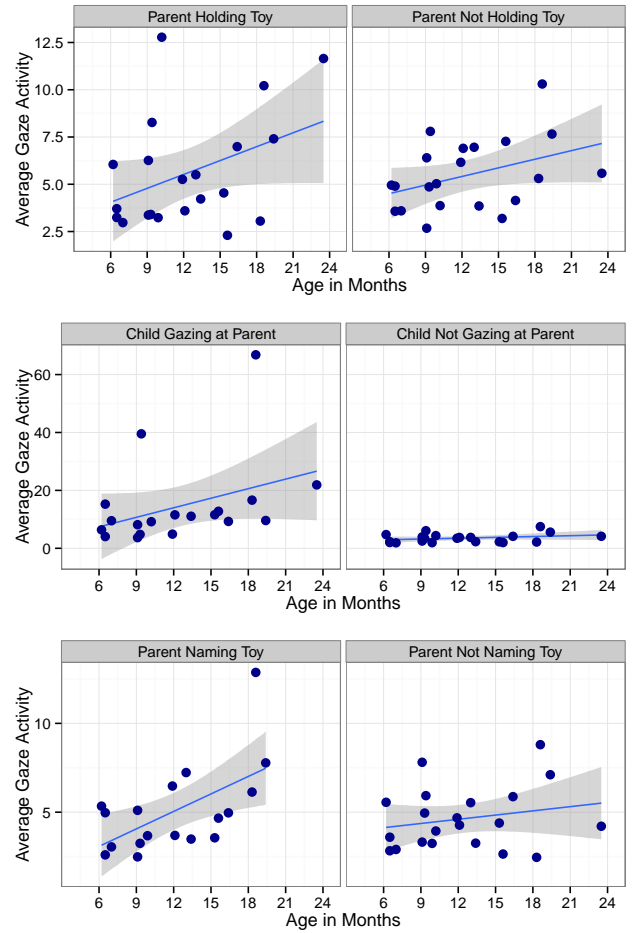 Parent Holding Toy Parent Not Holding Toy
12.5
10.0
7.5
5.0
2.5
Average Gaze Activity
6 9 12 15 18 21 24 6 9 12 15 18 21 24
Age in Months
Child Gazing at Parent Child Not Gazing at Parent
60
40
20
0
Average Gaze Activity
6 9 12 15 18 21 24 6 9 12 15 18 21 24
Age in Months
Parent Naming Toy Parent Not Naming Toy
10
5
Average Gaze Activity
6 9 12 15 18 21 24 6 9 12 15 18 21 24
Age in Months